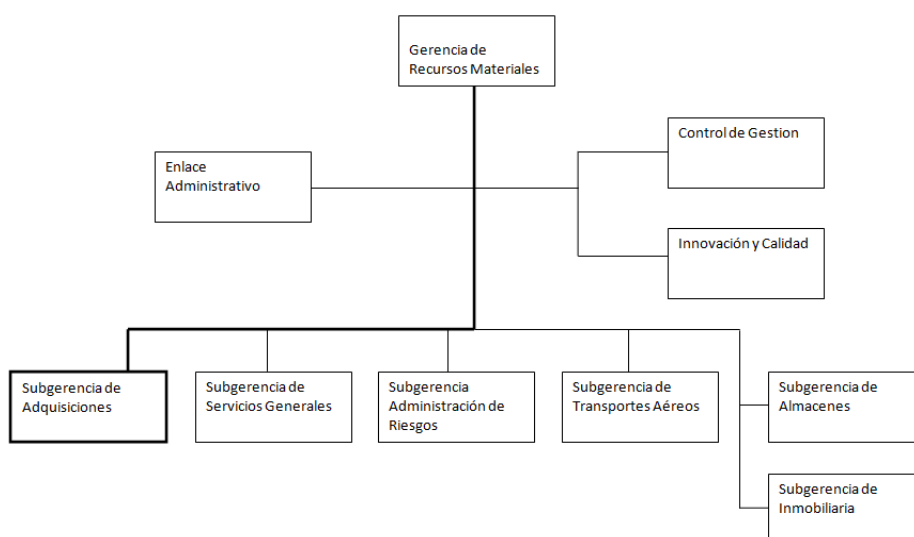 Gerencia de
Recursos Materiales
Control de Gestion
Enlace
Administrativo
Innovación y Calidad
Subgerencia de
Adquisiciones
Subgerencia de
Servicios Generales
Subgerencia
Administración de
Riesgos
Subgerencia de
Transportes Aéreos
Subgerencia de
Almacenes
Subgerencia de
Inmobiliaria